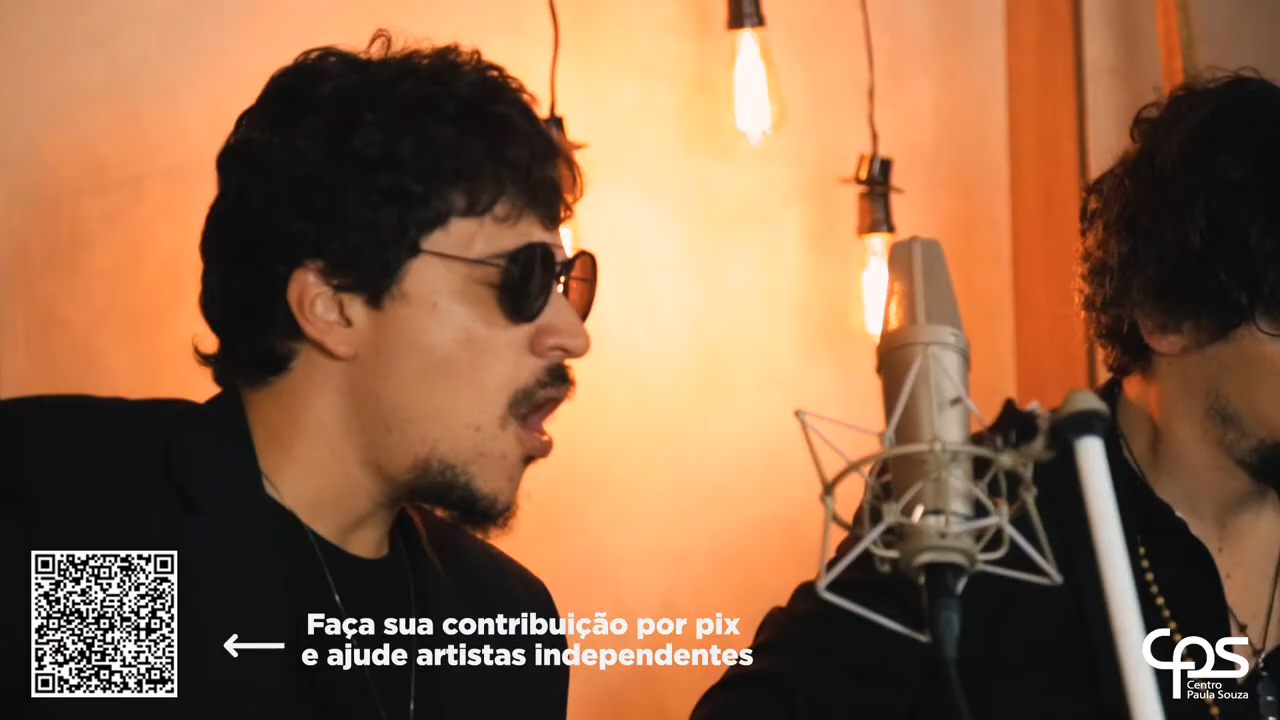 Faça sua contribuição por pix
e ajude artistas independentes
cps
Centro
Paula Souza